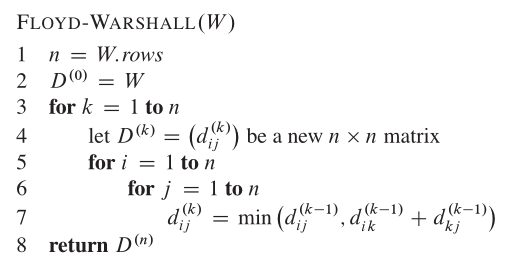 FLOYD-WARSHALL(W)
1 n = W.rows
2 D^(0) = W
3 for k = 1 to n
4 let D^(k) = (d_ij^(k)) be a new n × n matrix
5 for i = 1 to n
6 for j = 1 to n
7 d_ij^(k) = min (d_ij^(k−1), d_ik^(k−1) + d_kj^(k−1))
8 return D^(n)